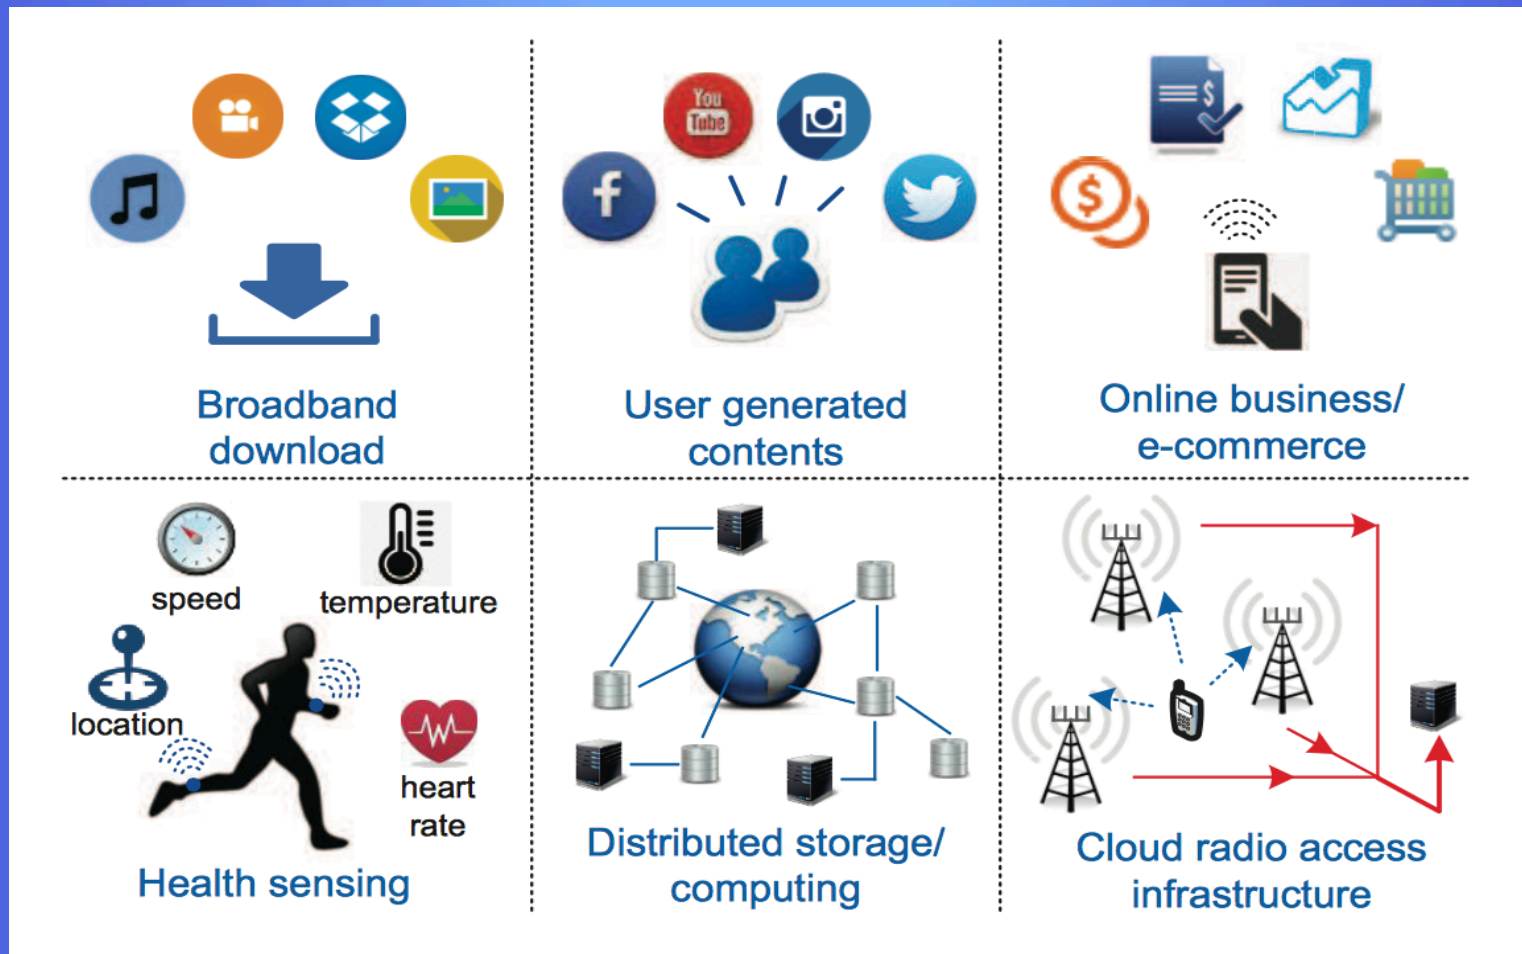 You
Tube
f
$
$
Broadband
download
User generated
contents
Online business/
e-commerce
speed
temperature
location
heart
rate
Health sensing
Distributed storage/
computing
Cloud radio access
infrastructure